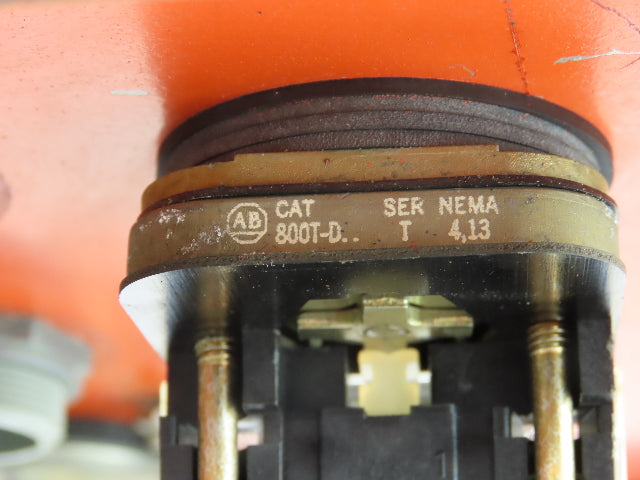 AB CAT SER NEMA
800T-D.. T 4,13